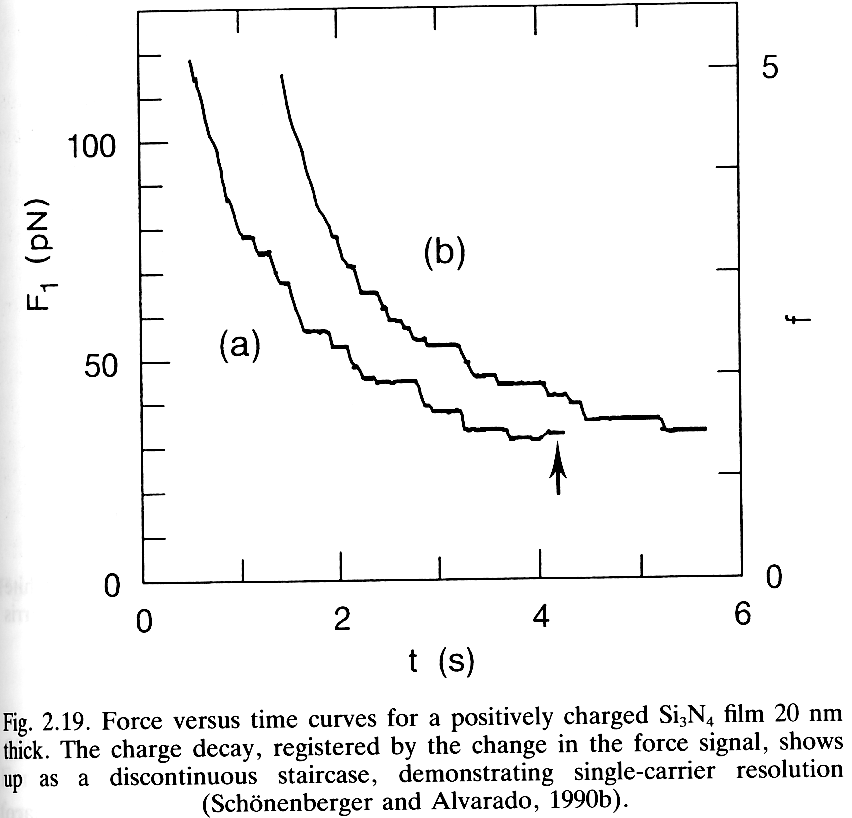 100
50
0
F₁ (pN)
(a)
(b)
5
f
0
0
2
4
6
t (s)
Fig. 2.19. Force versus time curves for a positively charged Si₃N₄ film 20 nm
thick. The charge decay, registered by the change in the force signal, shows
up as a discontinuous staircase, demonstrating single-carrier resolution
(Schönenberger and Alvarado, 1990b).